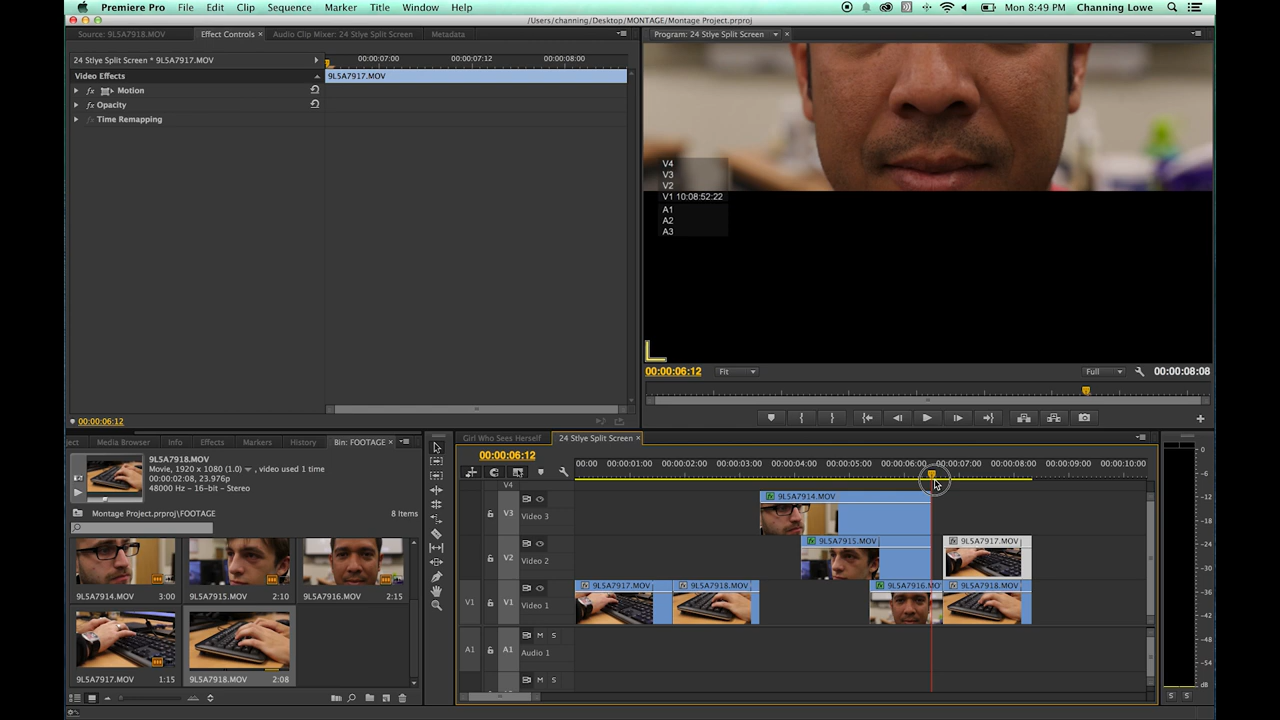 Premiere Pro File Edit Clip Sequence Marker Title Window Help Mon 8:49 PM Channing Lowe
/Users/channing/Desktop/MONTAGE/Montage Project.prproj
Source: 9L5A7918.MOV Effect Controls Audio Clip Mixer: 24 Stlye Split Screen Metadata Program: 24 Stlye Split Screen
24 Stlye Split Screen * 9L5A7917.MOV 00:00:07:00 00:00:07:12 00:00:08:00
Video Effects 9L5A7917.MOV
fx Motion
fx Opacity
fx Time Remapping
V4
V3
V2
V1 10:08:52:22
A1
A2
A3
00:00:06:12 Fit Full 00:00:08:08
00:00:06:12
ject Media Browser Info Effects Markers History Bin: FOOTAGE
9L5A7918.MOV
Movie, 1920 x 1080 (1.0) , video used 1 time
00:00:02:08, 23.976p
48000 Hz - 16-bit - Stereo
Montage Project.prproj\FOOTAGE 8 Items
9L5A7914.MOV 3:00 9L5A7915.MOV 2:10 9L5A7916.MOV 2:15
9L5A7917.MOV 1:15 9L5A7918.MOV 2:08
Girl Who Sees Herself 24 Stlye Split Screen
00:00:06:12
00:00 00:00:01:00 00:00:02:00 00:00:03:00 00:00:04:00 00:00:05:00 00:00:06:00 00:00:07:00 00:00:08:00 00:00:09:00 00:00:10:00
V4
V3 Video 3 9L5A7914.MOV
V2 Video 2 9L5A7915.MOV 9L5A7917.MOV
V1 V1 Video 1 9L5A7917.MOV 9L5A7918.MOV 9L5A7916.MO 9L5A7918.MOV
A1 A1 M S Audio 1
M S
0
-6
-12
-18
-24
-30
-36
-42
-48
-54
dB
S S